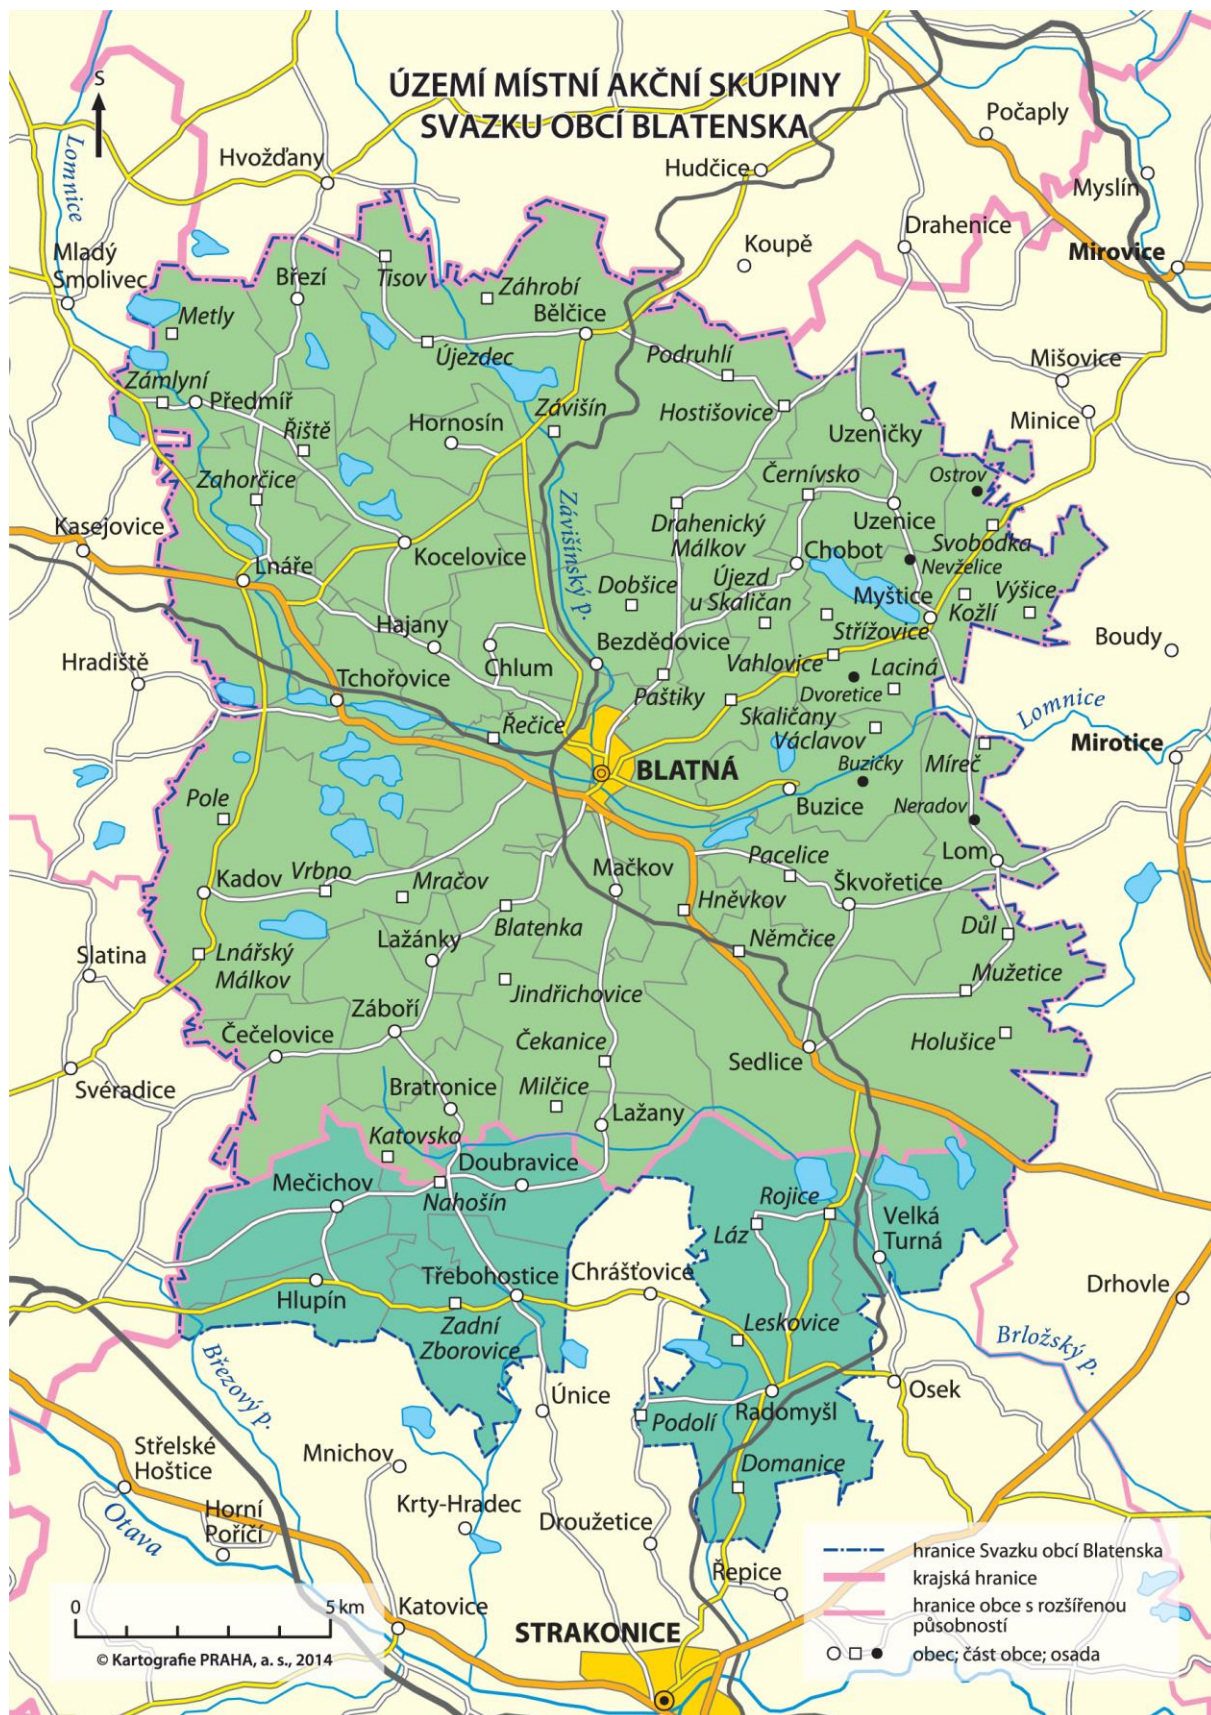 ÚZEMÍ MÍSTNÍ AKČNÍ SKUPINY
SVAZKU OBCÍ BLATENSKA
S
Lomnice
Hvožďany
Hudčice
Počaply
Myslín
Drahenice
Koupě
Mirovice
Mladý
Smolivec
Březí
Tisov
Záhrobí
Bělčice
Metly
Újezdec
Podruhlí
Mišovice
Zámlyní
Předmíř
Hornosín
Závišín
Hostišovice
Uzeničky
Minice
Řiště
Zahorčice
Černívsko
Ostrov
Kasejovice
Kocelovice
Závišínský p.
Drahenický
Málkov
Uzenice
Chobot
Svobodka
Nevželice
Lnáře
Dobšice
Újezd
u Skaličan
Myštice
Výšice
Kožlí
Hajany
Chlum
Bezdědovice
Střížovice
Boudy
Hradiště
Tchořovice
Vahlovice
Laciná
Paštiky
Dvoretice
Lomnice
Řečice
Skaličany
Václavov
Mirotice
BLATNÁ
Buzičky
Míreč
Pole
Buzice
Neradov
Kadov
Vrbno
Mračov
Mačkov
Pacelice
Lom
Škvořetice
Hněvkov
Blatenka
Důl
Slatina
Lnářský
Málkov
Lažánky
Němčice
Mužetice
Jindřichovice
Záboří
Čečelovice
Čekanice
Sedlice
Holušice
Svéradice
Bratronice
Milčice
Lažany
Katovsko
Doubravice
Mečichov
Nahošín
Rojice
Láz
Velká
Turná
Třebohostice
Chrášťovice
Drhovle
Hlupín
Zadní
Zborovice
Leskovice
Brložský p.
Březový p.
Únice
Osek
Radomyšl
Podolí
Střelské
Hoštice
Mnichov
Domanice
Horní
Poříčí
Otava
Krty-Hradec
Droužetice
Řepice
Katovice
STRAKONICE
0 5 km
© Kartografie PRAHA, a. s., 2014
hranice Svazku obcí Blatenska
krajská hranice
hranice obce s rozšířenou
působností
obec; část obce; osada